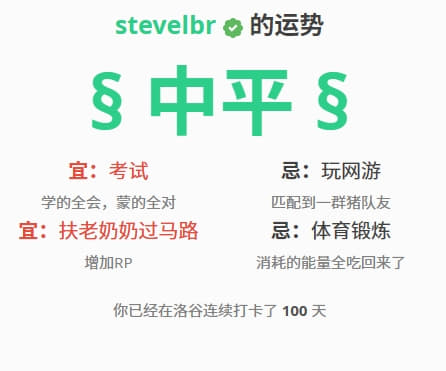 stevelbr 的运势
§ 中平 §
宜：考试 忌：玩网游
学的全会，蒙的全对 匹配到一群猪队友
宜：扶老奶奶过马路 忌：体育锻炼
增加RP 消耗的能量全吃回来了
你已经在洛谷连续打卡了 100 天